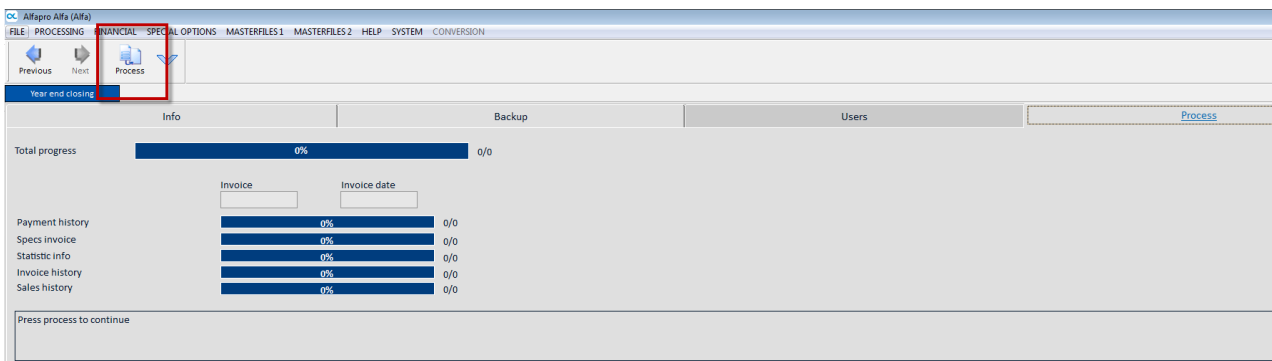 Alfapro Alfa (Alfa)
FILE PROCESSING FINANCIAL SPECIAL OPTIONS MASTERFILES 1 MASTERFILES 2 HELP SYSTEM CONVERSION
Previous Next Process
Year end closing
Info Backup Users Process
Total progress 0% 0/0
Invoice Invoice date
Payment history 0% 0/0
Specs invoice 0% 0/0
Statistic info 0% 0/0
Invoice history 0% 0/0
Sales history 0% 0/0
Press process to continue